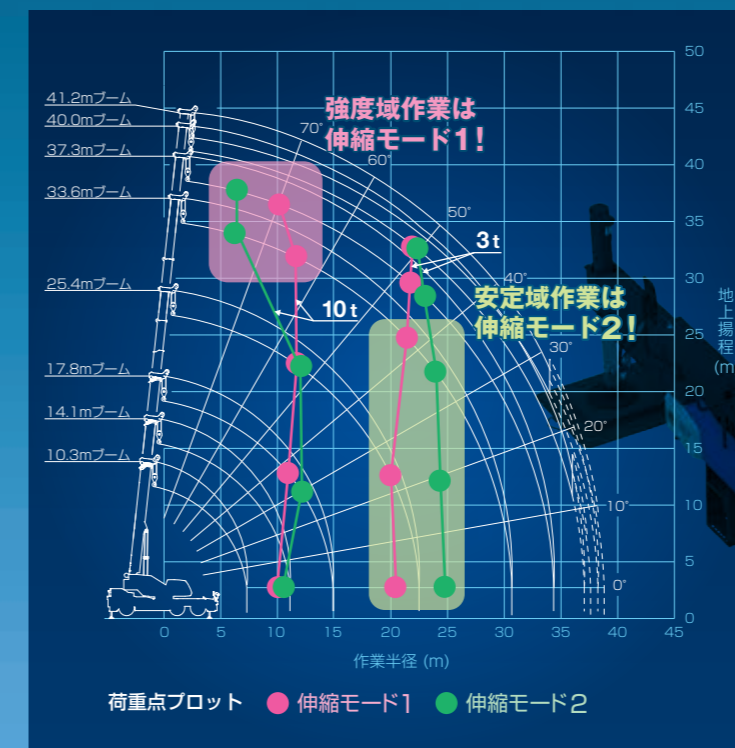 50
45
40
35
30
25
20
15
10
5
0
地上揚程
(m)
41.2mブーム
40.0mブーム
37.3mブーム
33.6mブーム
25.4mブーム
17.8mブーム
14.1mブーム
10.3mブーム
強度域作業は
伸縮モード1!
70°
60°
50°
40°
30°
20°
10°
0°
3t
10t
安定域作業は
伸縮モード2!
0 5 10 15 20 25 30 35 40 45
作業半径 (m)
荷重点プロット 伸縮モード1 伸縮モード2